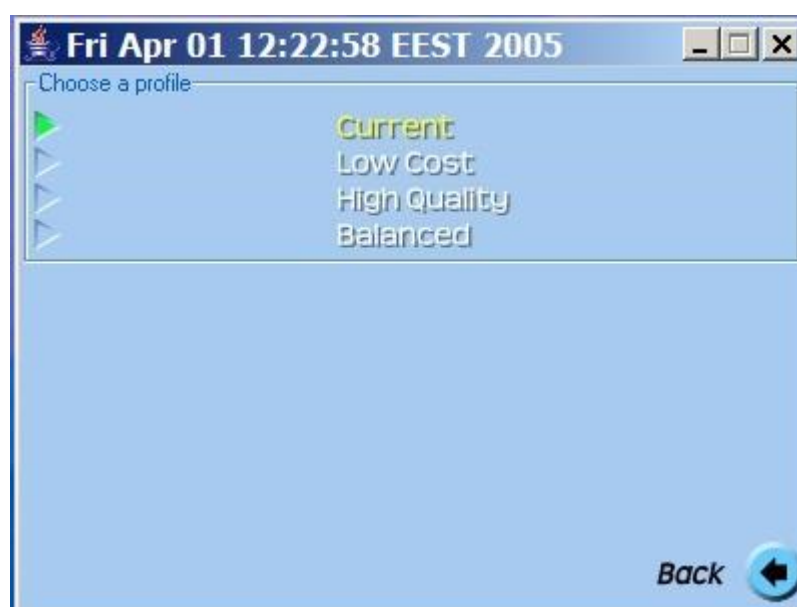 Fri Apr 01 12:22:58 EEST 2005
Choose a profile
Current
Low Cost
High Quality
Balanced
Back